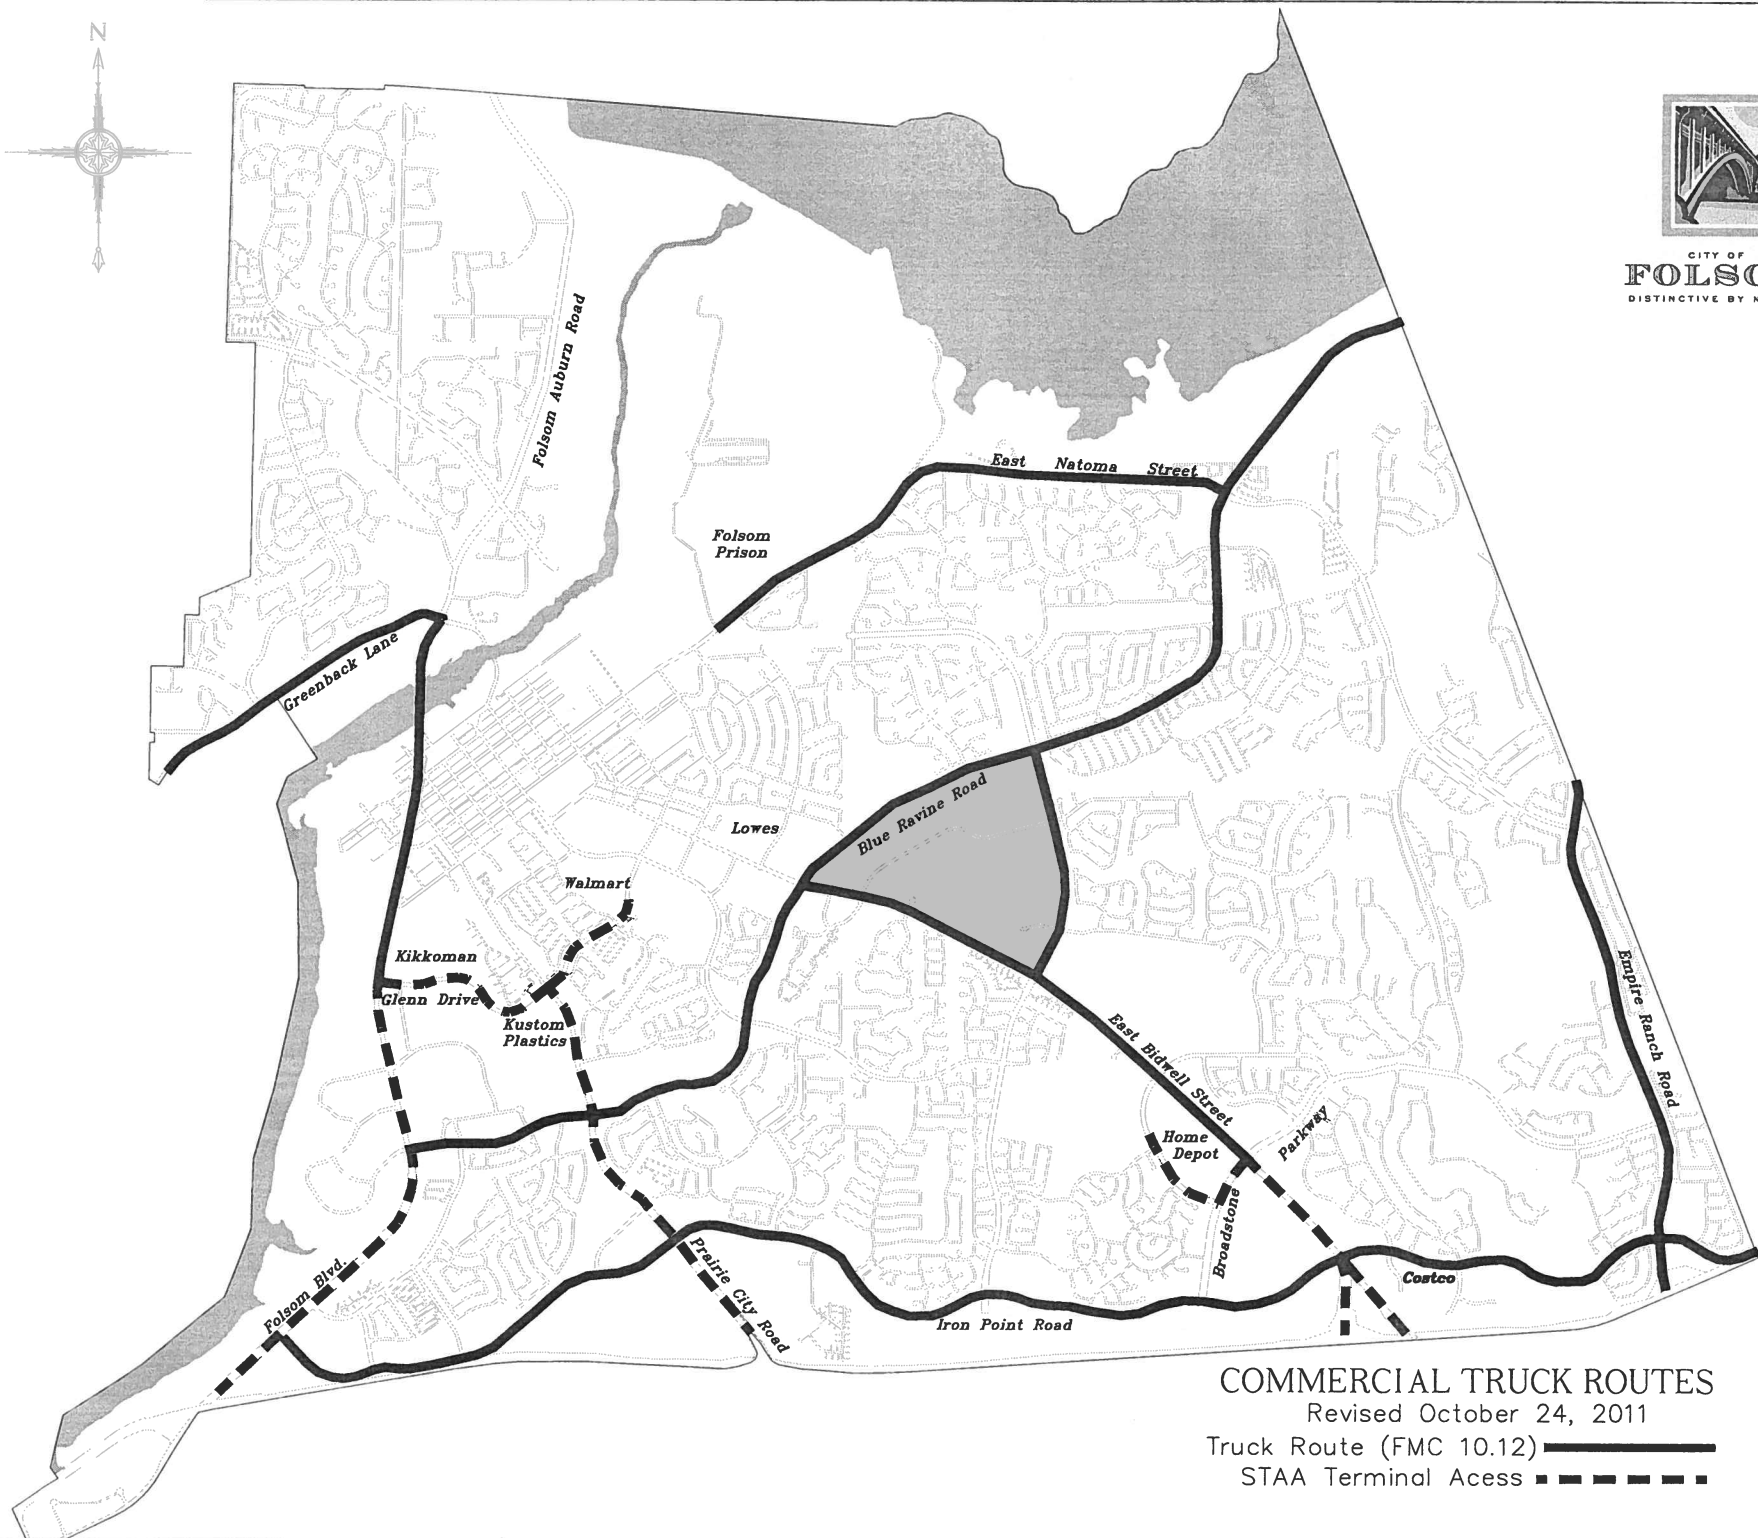 N
CITY OF
FOLSO
DISTINCTIVE BY N
Folsom Auburn Road
East Natoma Street
Folsom
Prison
Greenback Lane
Blue Ravine Road
Lowes
Walmart
Kikkoman
Glenn Drive
Kustom
Plastics
Empire Ranch Road
East Bidwell Street
Home
Depot
Parkway
Broadstone
Folsom Blvd.
Prairie City Road
Costco
Iron Point Road
COMMERCIAL TRUCK ROUTES
Revised October 24, 2011
Truck Route (FMC 10.12)
STAA Terminal Acess